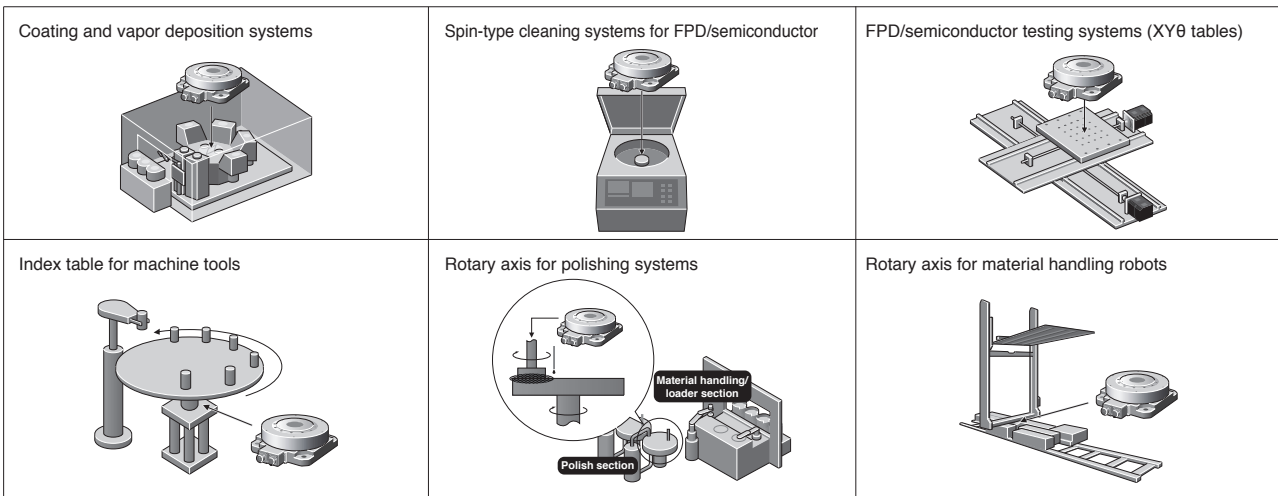 Coating and vapor deposition systems
Spin-type cleaning systems for FPD/semiconductor
FPD/semiconductor testing systems (XYθ tables)
Index table for machine tools
Rotary axis for polishing systems
Material handling/
loader section
Polish section
Rotary axis for material handling robots